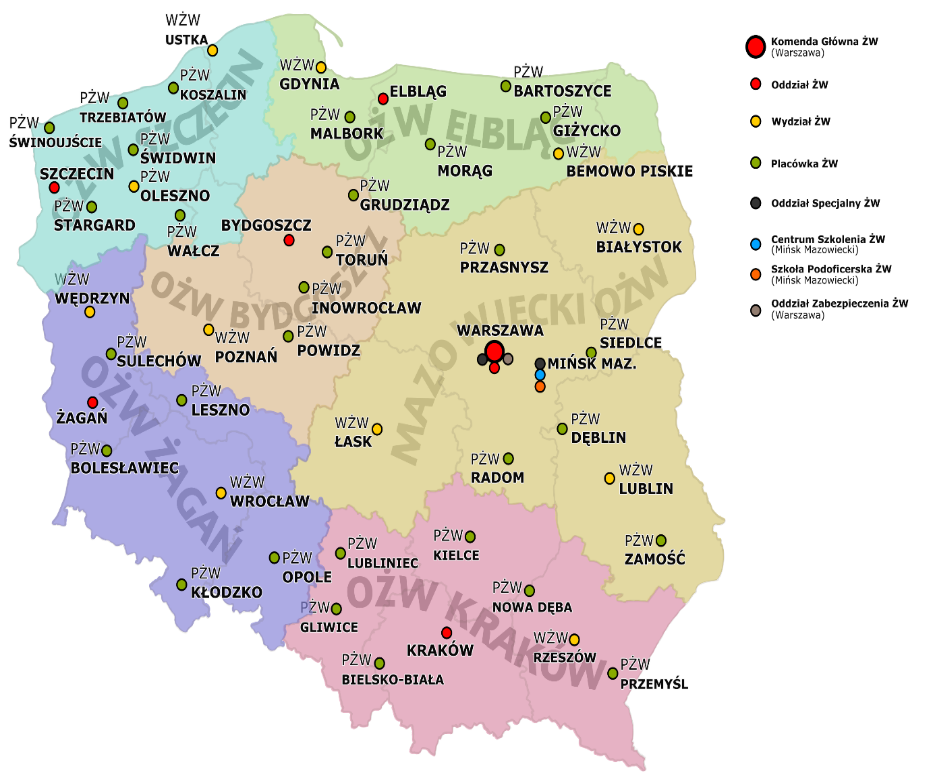 WŻW
USTKA
WŻW
GDYNIA
PŻW
KOSZALIN
PŻW
TRZEBIATÓW
PŻW
ŚWINOUJŚCIE
PŻW
ŚWIDWIN
SZCZECIN
PŻW
OLESZNO
PŻW
STARGARD
PŻW
WAŁCZ
OŻW SZCZECIN
ELBLĄG
PŻW
BARTOSZYCE
PŻW
MALBORK
PŻW
GIŻYCKO
PŻW
MORĄG
WŻW
BEMOWO PISKIE
OŻW ELBLĄG
PŻW
GRUDZIĄDZ
BYDGOSZCZ
PŻW
TORUŃ
PŻW
INOWROCŁAW
WŻW
POZNAŃ
PŻW
POWIDZ
OŻW BYDGOSZCZ
WŻW
BIAŁYSTOK
PŻW
PRZASNYSZ
WARSZAWA
PŻW
SIEDLCE
MIŃSK MAZ.
WŻW
ŁASK
PŻW
DĘBLIN
PŻW
RADOM
WŻW
LUBLIN
PŻW
ZAMOŚĆ
MAZOWIECKI OŻW
WŻW
WĘDRZYN
PŻW
SULECHÓW
PŻW
LESZNO
ŻAGAŃ
PŻW
BOLESŁAWIEC
WŻW
WROCŁAW
PŻW
OPOLE
PŻW
KŁODZKO
OŻW ŻAGAŃ
PŻW
LUBLINIEC
PŻW
KIELCE
PŻW
NOWA DĘBA
PŻW
GLIWICE
KRAKÓW
WŻW
RZESZÓW
PŻW
BIELSKO-BIAŁA
PŻW
PRZEMYŚL
OŻW KRAKÓW
Komenda Główna ŻW
(Warszawa)
Oddział ŻW
Wydział ŻW
Placówka ŻW
Oddział Specjalny ŻW
Centrum Szkolenia ŻW
(Mińsk Mazowiecki)
Szkoła Podoficerska ŻW
(Mińsk Mazowiecki)
Oddział Zabezpieczenia ŻW
(Warszawa)